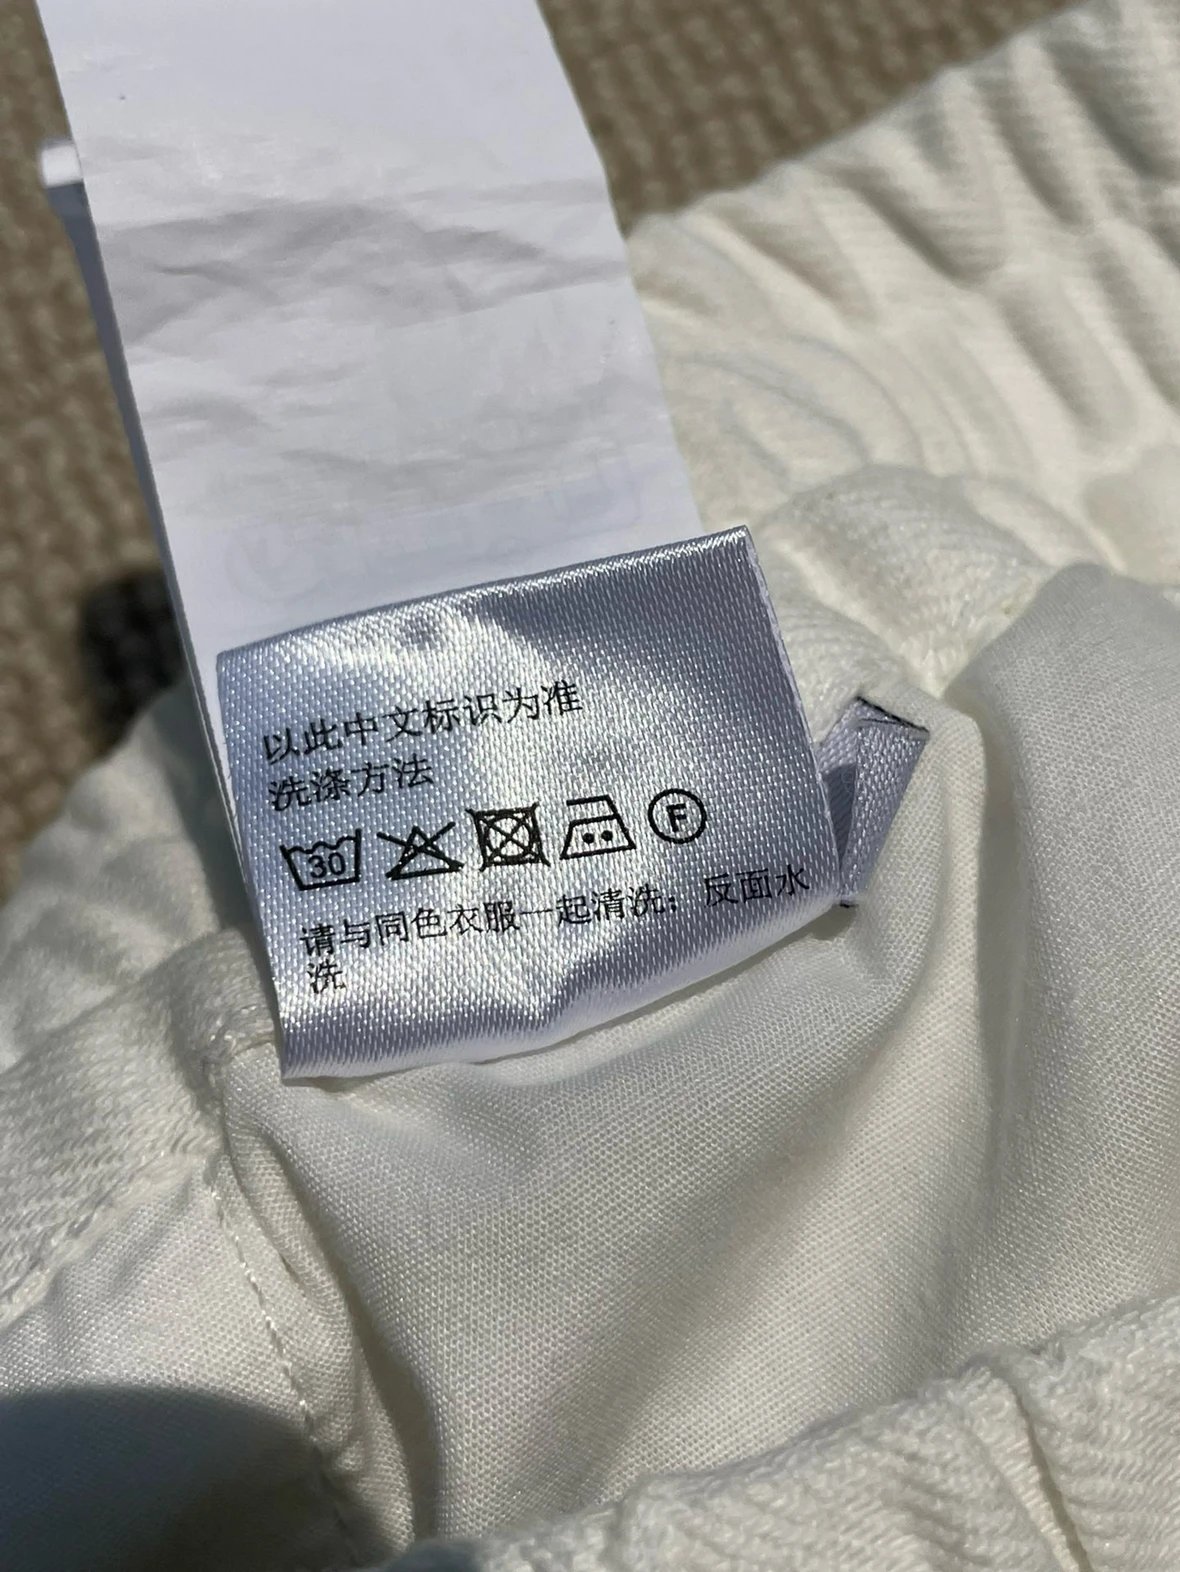 以此中文标识为准
洗涤方法
30 F
请与同色衣服一起清洗；反面水
洗